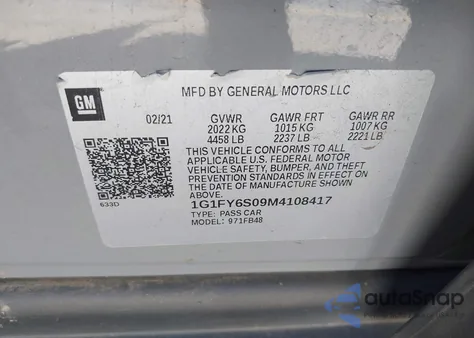 GM
MFD BY GENERAL MOTORS LLC
02/21 GVWR GAWR FRT GAWR RR
2022 KG 1015 KG 1007 KG
4458 LB 2237 LB 2221 LB
THIS VEHICLE CONFORMS TO ALL
APPLICABLE U.S. FEDERAL MOTOR
VEHICLE SAFETY, BUMPER, AND THEFT
PREVENTION STANDARDS IN EFFECT
ON THE DATE OF MANUFACTURE SHOWN
ABOVE.
633D
1G1FY6S09M4108417
TYPE: PASS CAR
MODEL: 971FB48
autoSnap